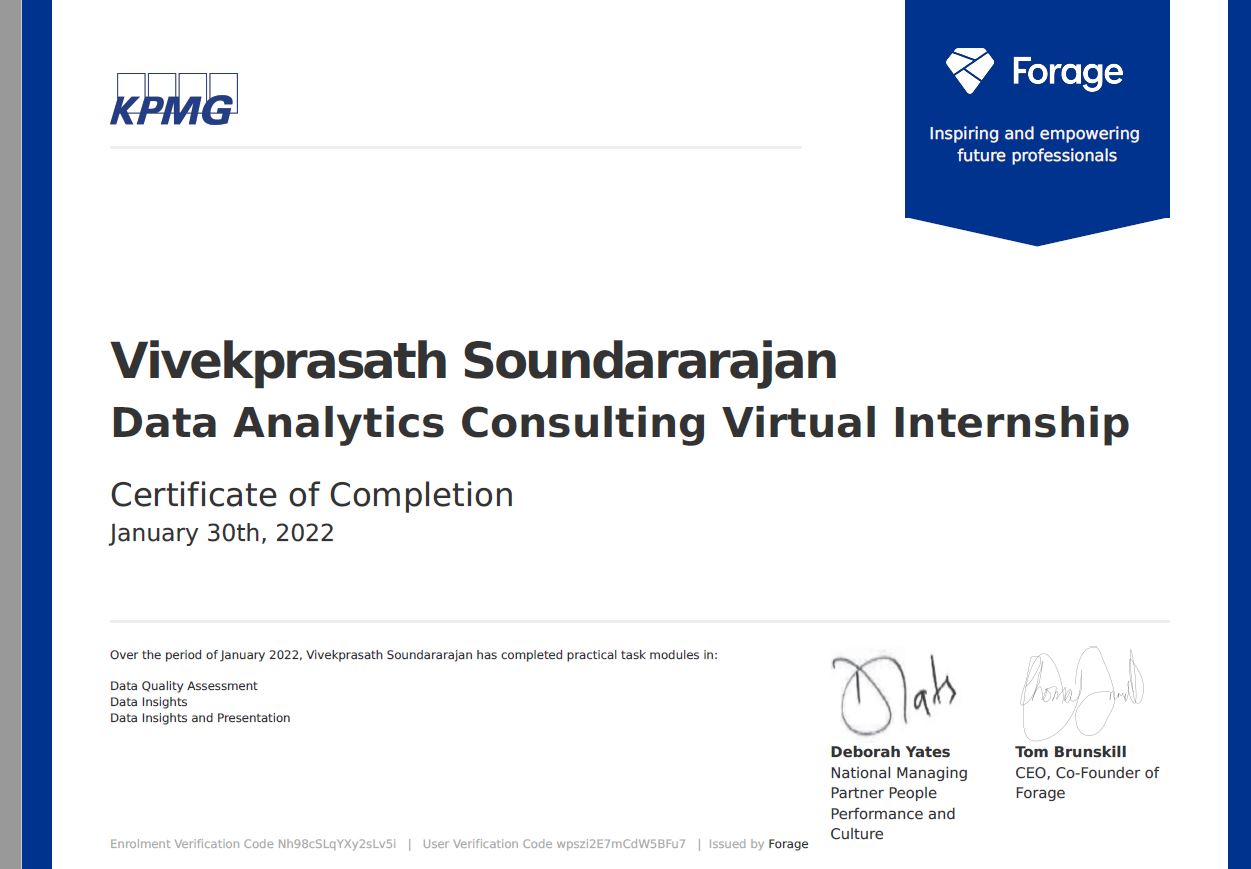 KPMG
Forage
Inspiring and empowering
future professionals
Vivekprasath Soundararajan
Data Analytics Consulting Virtual Internship
Certificate of Completion
January 30th, 2022
Over the period of January 2022, Vivekprasath Soundararajan has completed practical task modules in:
Data Quality Assessment
Data Insights
Data Insights and Presentation
Deborah Yates
National Managing
Partner People
Performance and
Culture
Tom Brunskill
CEO, Co-Founder of
Forage
Enrolment Verification Code Nh98cSLqYXy2sLv5i | User Verification Code wpszi2E7mCdW5BFu7 | Issued by Forage